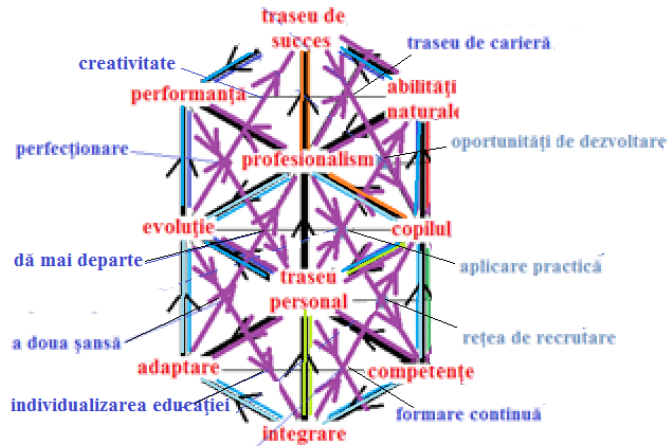 traseu de
succes
traseu de carieră
creativitate
performanța
abilități
naturale
perfecționare
profesionalism
oportunități de dezvoltare
evoluție
copilul
dă mai departe
traseu
personal
aplicare practică
a doua șansă
rețea de recrutare
adaptare
competențe
individualizarea educației
integrare
formare continuă